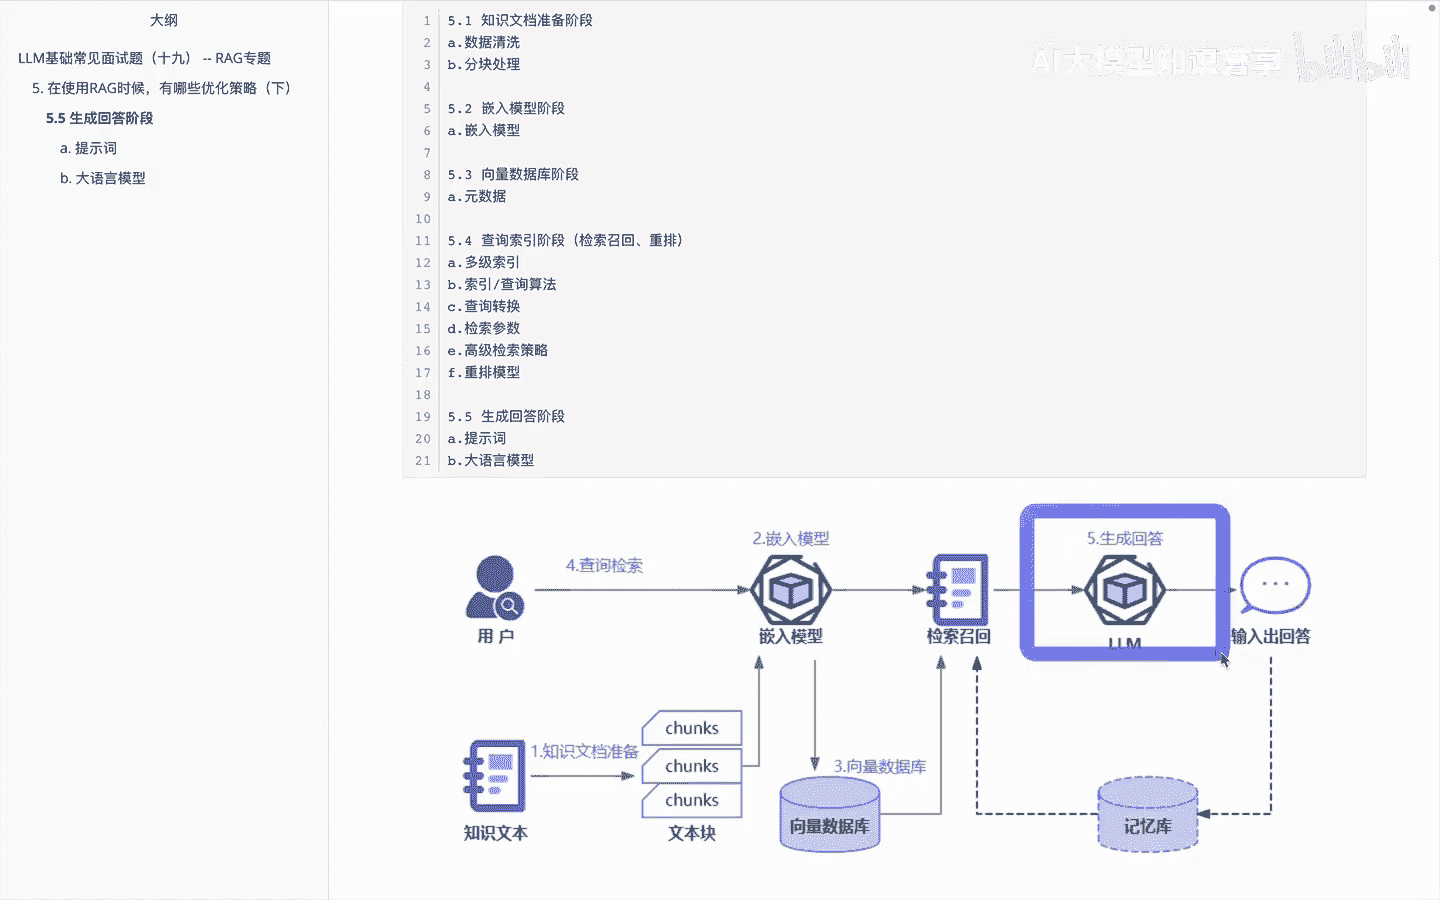 大纲
LLM基础常见面试题（十九） -- RAG专题
5. 在使用RAG时候，有哪些优化策略（下）
5.5 生成回答阶段
a. 提示词
b. 大语言模型
1 5.1 知识文档准备阶段
2 a.数据清洗
3 b.分块处理
4
5 5.2 嵌入模型阶段
6 a.嵌入模型
7
8 5.3 向量数据库阶段
9 a.元数据
10
11 5.4 查询索引阶段（检索召回、重排）
12 a.多级索引
13 b.索引/查询算法
14 c.查询转换
15 d.检索参数
16 e.高级检索策略
17 f.重排模型
18
19 5.5 生成回答阶段
20 a.提示词
21 b.大语言模型
AI大模型知识分享 bilibili
4.查询检索
2.嵌入模型
5.生成回答
用 户
嵌入模型
检索召回
LLM
输入出回答
1.知识文档准备
chunks
chunks
chunks
3.向量数据库
知识文本
文本块
向量数据库
记忆库